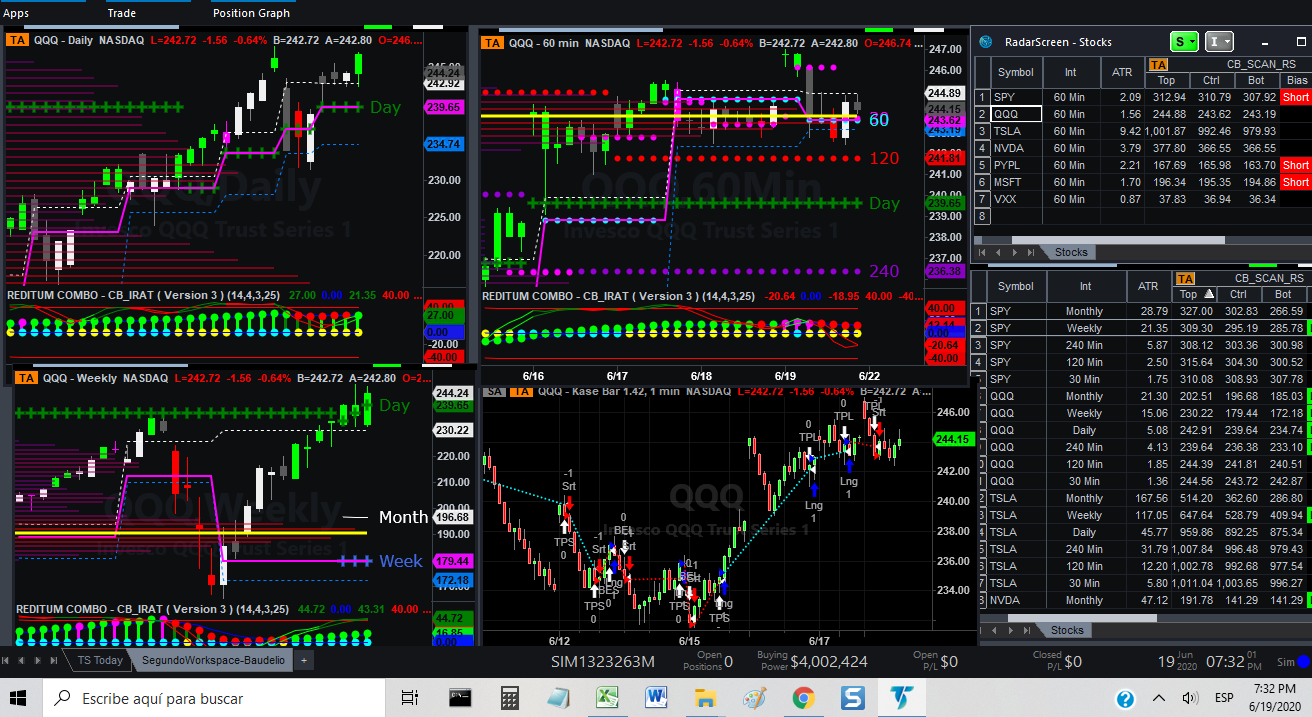 Apps Trade Position Graph
TA QQQ - Daily NASDAQ L=242.72 -1.56 -0.64% B=242.72 A=242.80 O=246....
245.00
244.24
242.92
239.65
234.74
230.00
225.00
220.00
Day
QQQ Daily
Invesco QQQ Trust Series 1
REDITUM COMBO - CB_IRAT ( Version 3 ) (14,4,3,25) 27.00 0.00 21.35 40.00 ...
40.00
27.00
0.00
-20.00
-40.00
TA QQQ - Weekly NASDAQ L=242.72 -1.56 -0.64% B=242.72 A=242.80 O=2...
244.24
239.65
230.22
220.00
210.00
200.00
196.68
190.00
179.44
172.18
Day
Month
Week
QQQ Weekly
Invesco QQQ Trust Series
REDITUM COMBO - CB_IRAT ( Version 3 ) (14,4,3,25) 44.72 0.00 43.31 40.00 ...
44.72
16.85
0.00
TA QQQ - 60 min NASDAQ L=242.72 -1.56 -0.64% B=242.72 A=242.80 O=246.74 ...
247.00
246.00
244.89
244.15
243.62
243.19
241.81
241.00
240.00
239.65
239.00
238.00
237.00
236.38
60
120
Day
240
QQQ 60Min
Invesco QQQ Trust Series 1
REDITUM COMBO - CB_IRAT ( Version 3 ) (14,4,3,25) -20.64 0.00 -18.95 40.00 -40...
40.00
0.00
-20.64
-40.00
6/16 6/17 6/18 6/19 6/22
SA TA QQQ - Kase Bar 1.42, 1 min NASDAQ L=242.72 -1.56 -0.64% B=242.72 A...
246.00
244.15
242.00
240.00
238.00
236.00
234.00
QQQ
Invesco QQQ Trust Series 1
-1
Srt
TPS
0
-1
Srt
0
BEL
Srt
Lng
BES
TPS
0
BEL
TPS
0
Lng
TPS
0
TPL
Lng
1
0
TPL
Lng
1
TPL
Srt
6/12 6/15 6/17
RadarScreen - Stocks S I
Symbol Int ATR TA CB_SCAN_RS
Top Ctrl Bot Bias
1 SPY 60 Min 2.09 312.94 310.79 307.92 Short
2 QQQ 60 Min 1.56 244.88 243.62 243.19
3 TSLA 60 Min 9.42 1,001.87 992.46 979.93
4 NVDA 60 Min 3.79 377.80 366.55 366.55
5 PYPL 60 Min 2.21 167.69 165.98 163.70 Short
6 MSFT 60 Min 1.70 196.34 195.35 194.86 Short
7 VXX 60 Min 0.87 37.83 36.94 36.34
8
Stocks
Symbol Int ATR TA CB_SCAN_RS
Top Ctrl Bot
1 SPY Monthly 28.79 327.00 302.83 266.59
2 SPY Weekly 21.35 309.30 295.19 285.78
3 SPY 240 Min 5.87 308.12 303.36 300.98
4 SPY 120 Min 2.50 315.64 304.30 300.52
SPY 30 Min 1.75 310.08 308.93 307.78
QQQ Monthly 21.30 202.51 196.68 185.03
QQQ Weekly 15.06 230.22 179.44 172.18
QQQ Daily 5.08 242.91 239.64 234.74
QQQ 240 Min 4.13 239.64 236.38 233.10
QQQ 120 Min 1.85 244.39 241.81 240.51
QQQ 30 Min 1.36 244.56 243.72 242.87
TSLA Monthly 167.56 514.20 362.60 286.80
TSLA Weekly 117.05 647.64 528.79 409.94
TSLA Daily 45.77 959.86 892.25 875.34
TSLA 240 Min 31.79 1,007.84 996.48 979.43
TSLA 120 Min 12.20 1,002.78 992.68 977.54
TSLA 30 Min 5.80 1,011.04 1,003.65 996.27
NVDA Monthly 47.12 191.78 141.29 141.29
Stocks
TS Today SegundoWorkspace-Baudelio +
SIM1323263M Open Positions 0 Buying Power $4,002,424 Open P/L $0 Closed P/L $0 19 Jun 2020 07:32 01 PM Sim
Escribe aquí para buscar
ESP
7:32 PM
6/19/2020